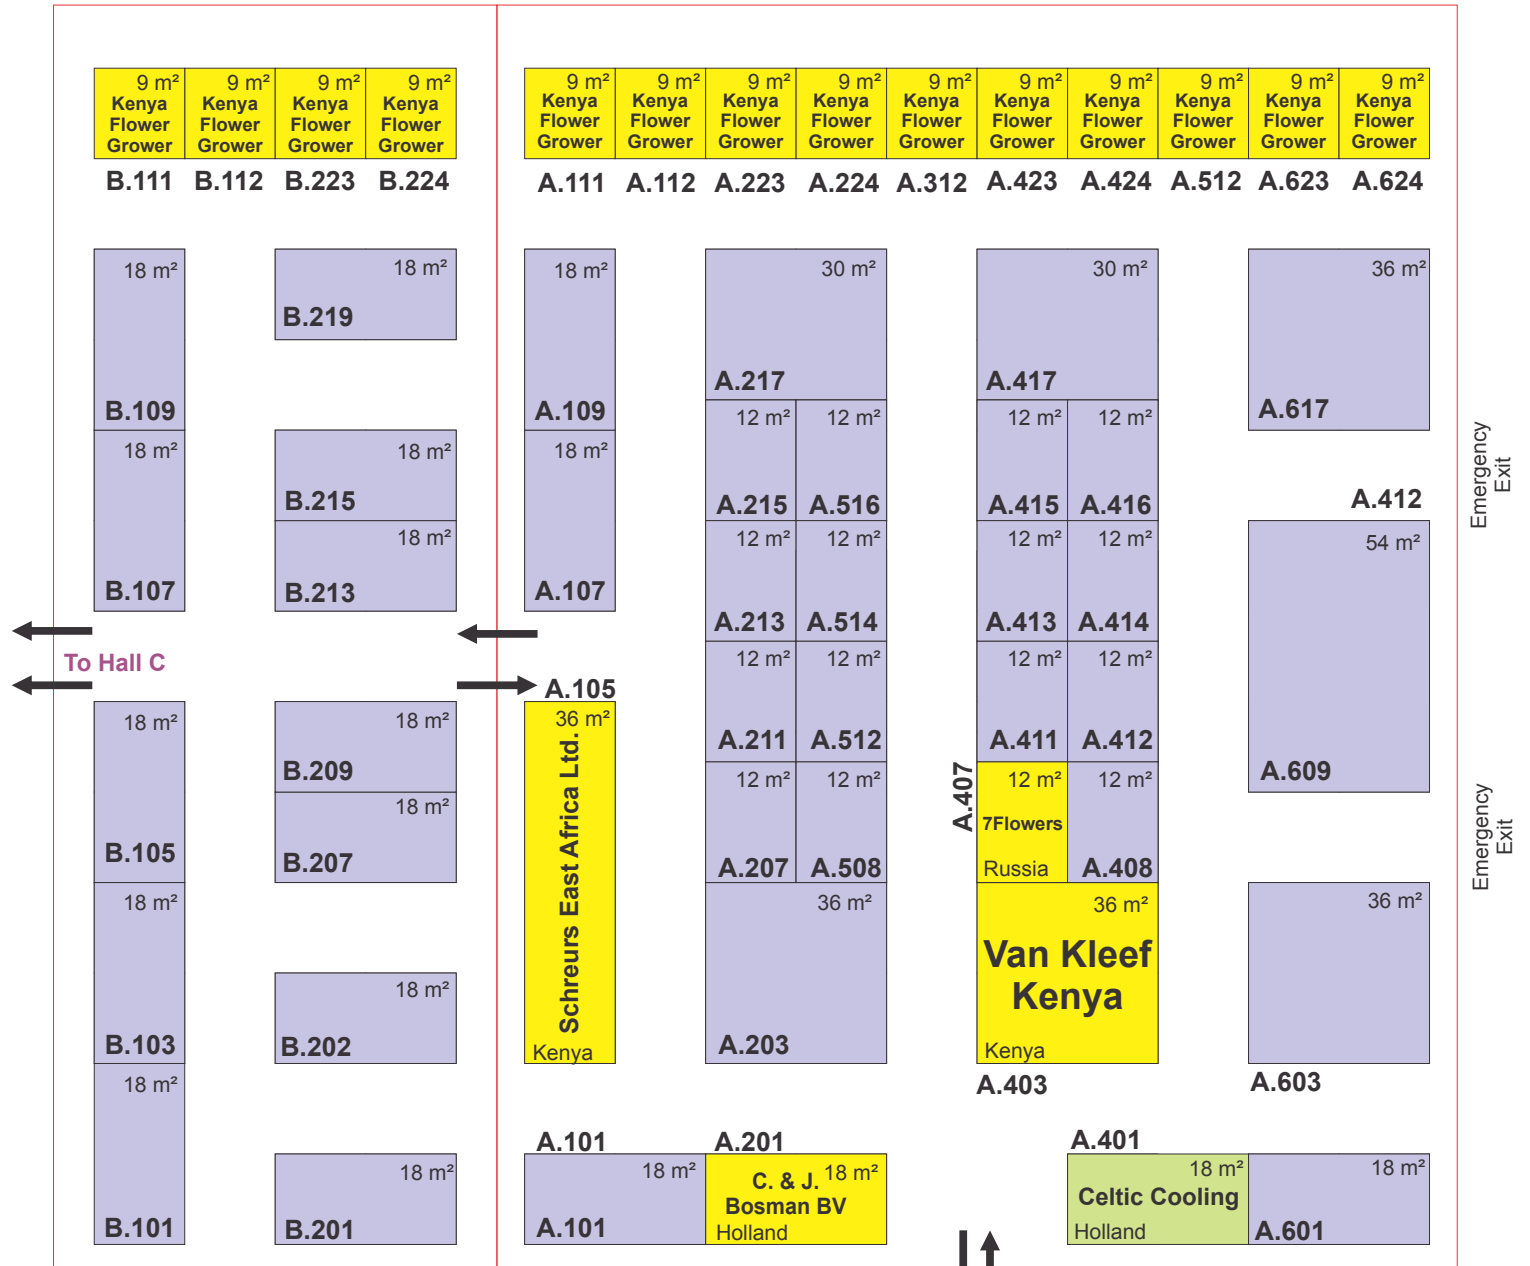 9 m² 9 m² 9 m² 9 m² 9 m² 9 m² 9 m² 9 m² 9 m² 9 m² 9 m² 9 m² 9 m² 9 m²
Kenya Kenya Kenya Kenya Kenya Kenya Kenya Kenya Kenya Kenya Kenya Kenya Kenya Kenya
Flower Flower Flower Flower Flower Flower Flower Flower Flower Flower Flower Flower Flower Flower
Grower Grower Grower Grower Grower Grower Grower Grower Grower Grower Grower Grower Grower Grower
B.111 B.112 B.223 B.224 A.111 A.112 A.223 A.224 A.312 A.423 A.424 A.512 A.623 A.624
18 m² 18 m² 18 m² 30 m² 30 m² 36 m²
B.219
A.217 A.417
B.109 A.109 A.617
12 m² 12 m² 12 m² 12 m²
18 m² 18 m² 18 m²
Emergency
Exit
B.215 A.215 A.516 A.415 A.416 A.412
18 m² 12 m² 12 m² 12 m² 12 m² 54 m²
B.107 B.213 A.107
A.213 A.514 A.413 A.414
To Hall C
12 m² 12 m² 12 m² 12 m²
A.105
18 m² 18 m² 36 m²
Schreurs East Africa Ltd.
Kenya
A.211 A.512 A.411 A.412
B.209 A.609
A.407
12 m² 12 m² 12 m² 12 m²
18 m²
7Flowers
Russia
Emergency
Exit
B.105 B.207 A.207 A.508 A.408
18 m² 36 m² 36 m² 36 m²
Van Kleef
Kenya
Kenya
18 m²
B.103 B.202 A.203
18 m² A.403 A.603
A.101 A.201 A.401
18 m² 18 m² 18 m² 18 m² 18 m²
C. & J.
Bosman BV
Holland
Celtic Cooling
Holland
B.101 B.201 A.101 A.601